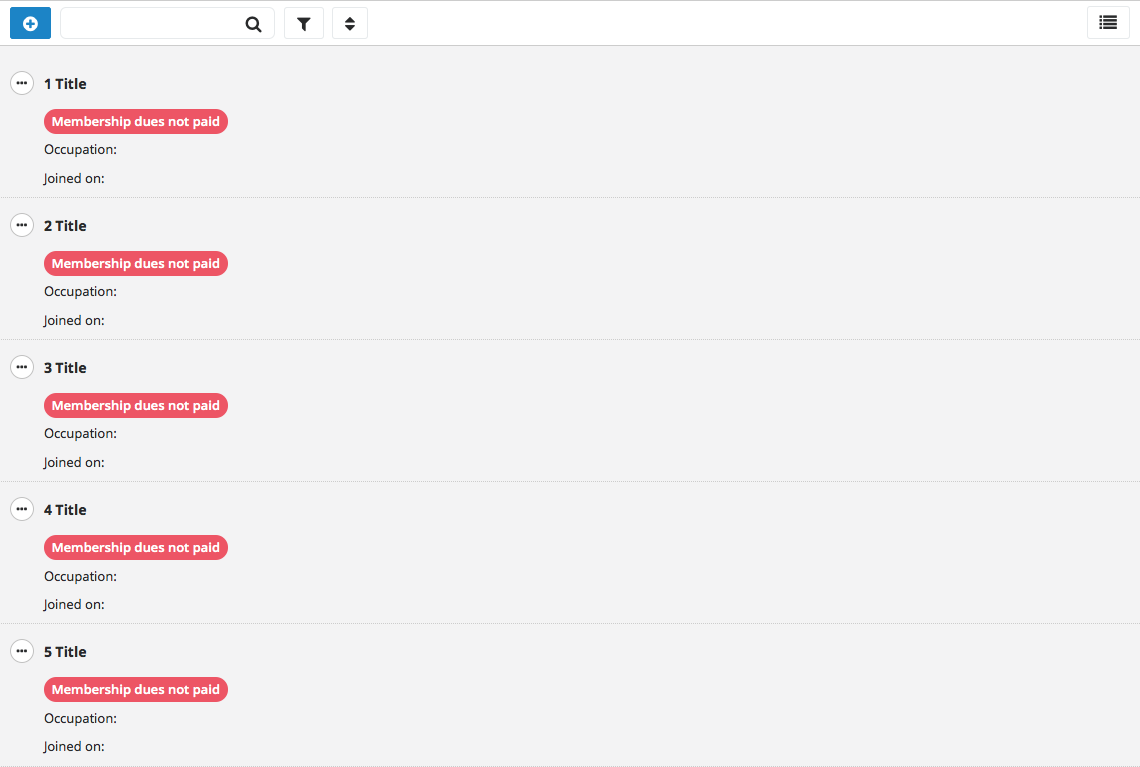 1 Title
Membership dues not paid
Occupation:
Joined on:
2 Title
Membership dues not paid
Occupation:
Joined on:
3 Title
Membership dues not paid
Occupation:
Joined on:
4 Title
Membership dues not paid
Occupation:
Joined on:
5 Title
Membership dues not paid
Occupation:
Joined on: